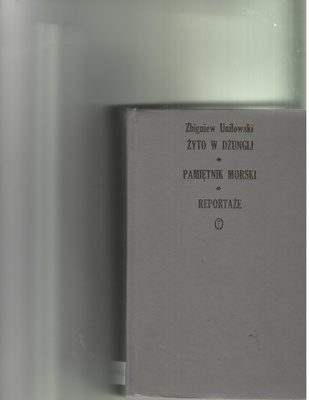 Zbigniew Uniłowski
ŻYTO W DŻUNGLI
*
PAMIĘTNIK MORSKI
*
REPORTAŻE